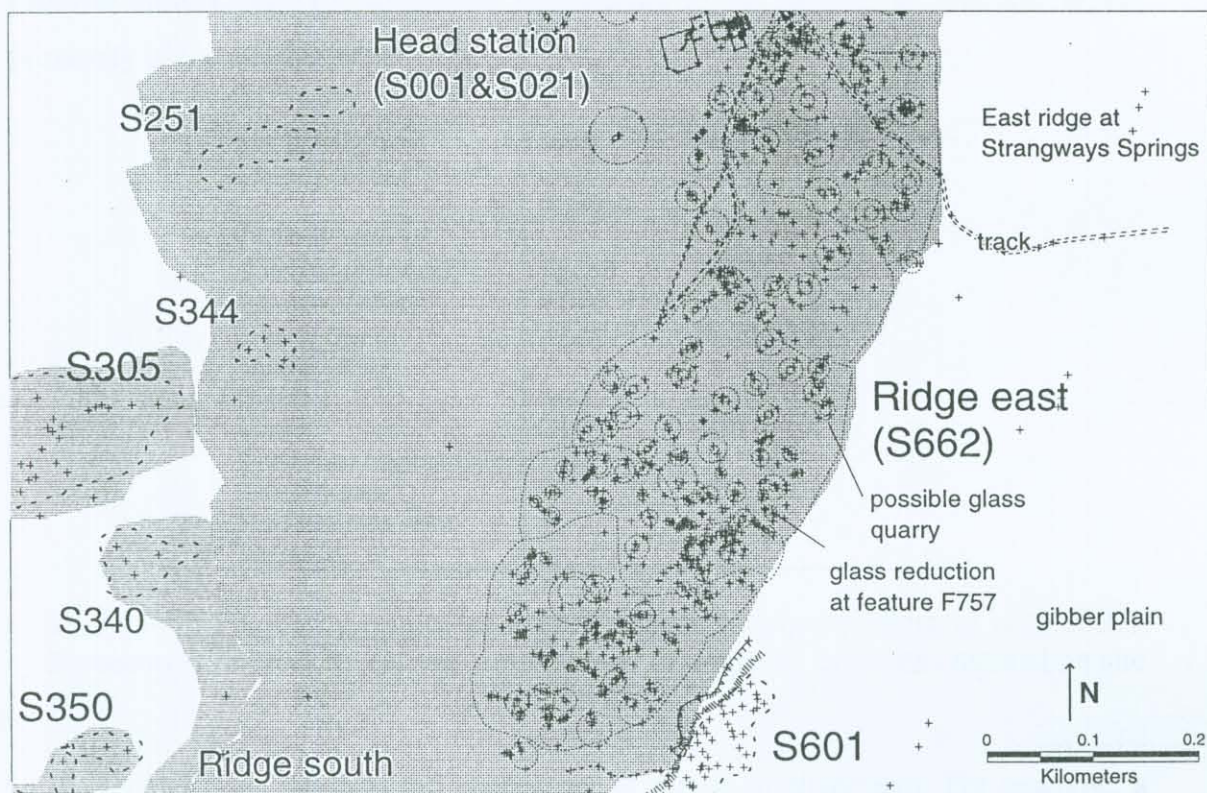 Head station
(S001&S021)
S251
East ridge at
Strangways Springs
track
S344
S305
Ridge east
(S662)
possible glass
quarry
glass reduction
at feature F757
S340
gibber plain
N
S350
S601
Ridge south
0 0.1 0.2
Kilometers